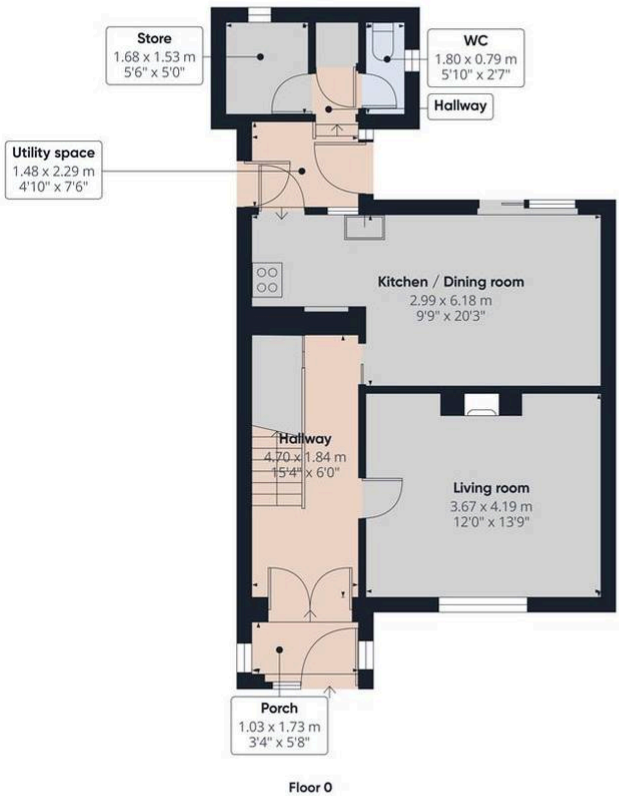 Store
1.68 x 1.53 m
5'6" x 5'0"
WC
1.80 x 0.79 m
5'10" x 2'7"
Hallway
Utility space
1.48 x 2.29 m
4'10" x 7'6"
Kitchen / Dining room
2.99 x 6.18 m
9'9" x 20'3"
Hallway
4.70 x 1.84 m
15'4" x 6'0"
Living room
3.67 x 4.19 m
12'0" x 13'9"
Porch
1.03 x 1.73 m
3'4" x 5'8"
Floor 0